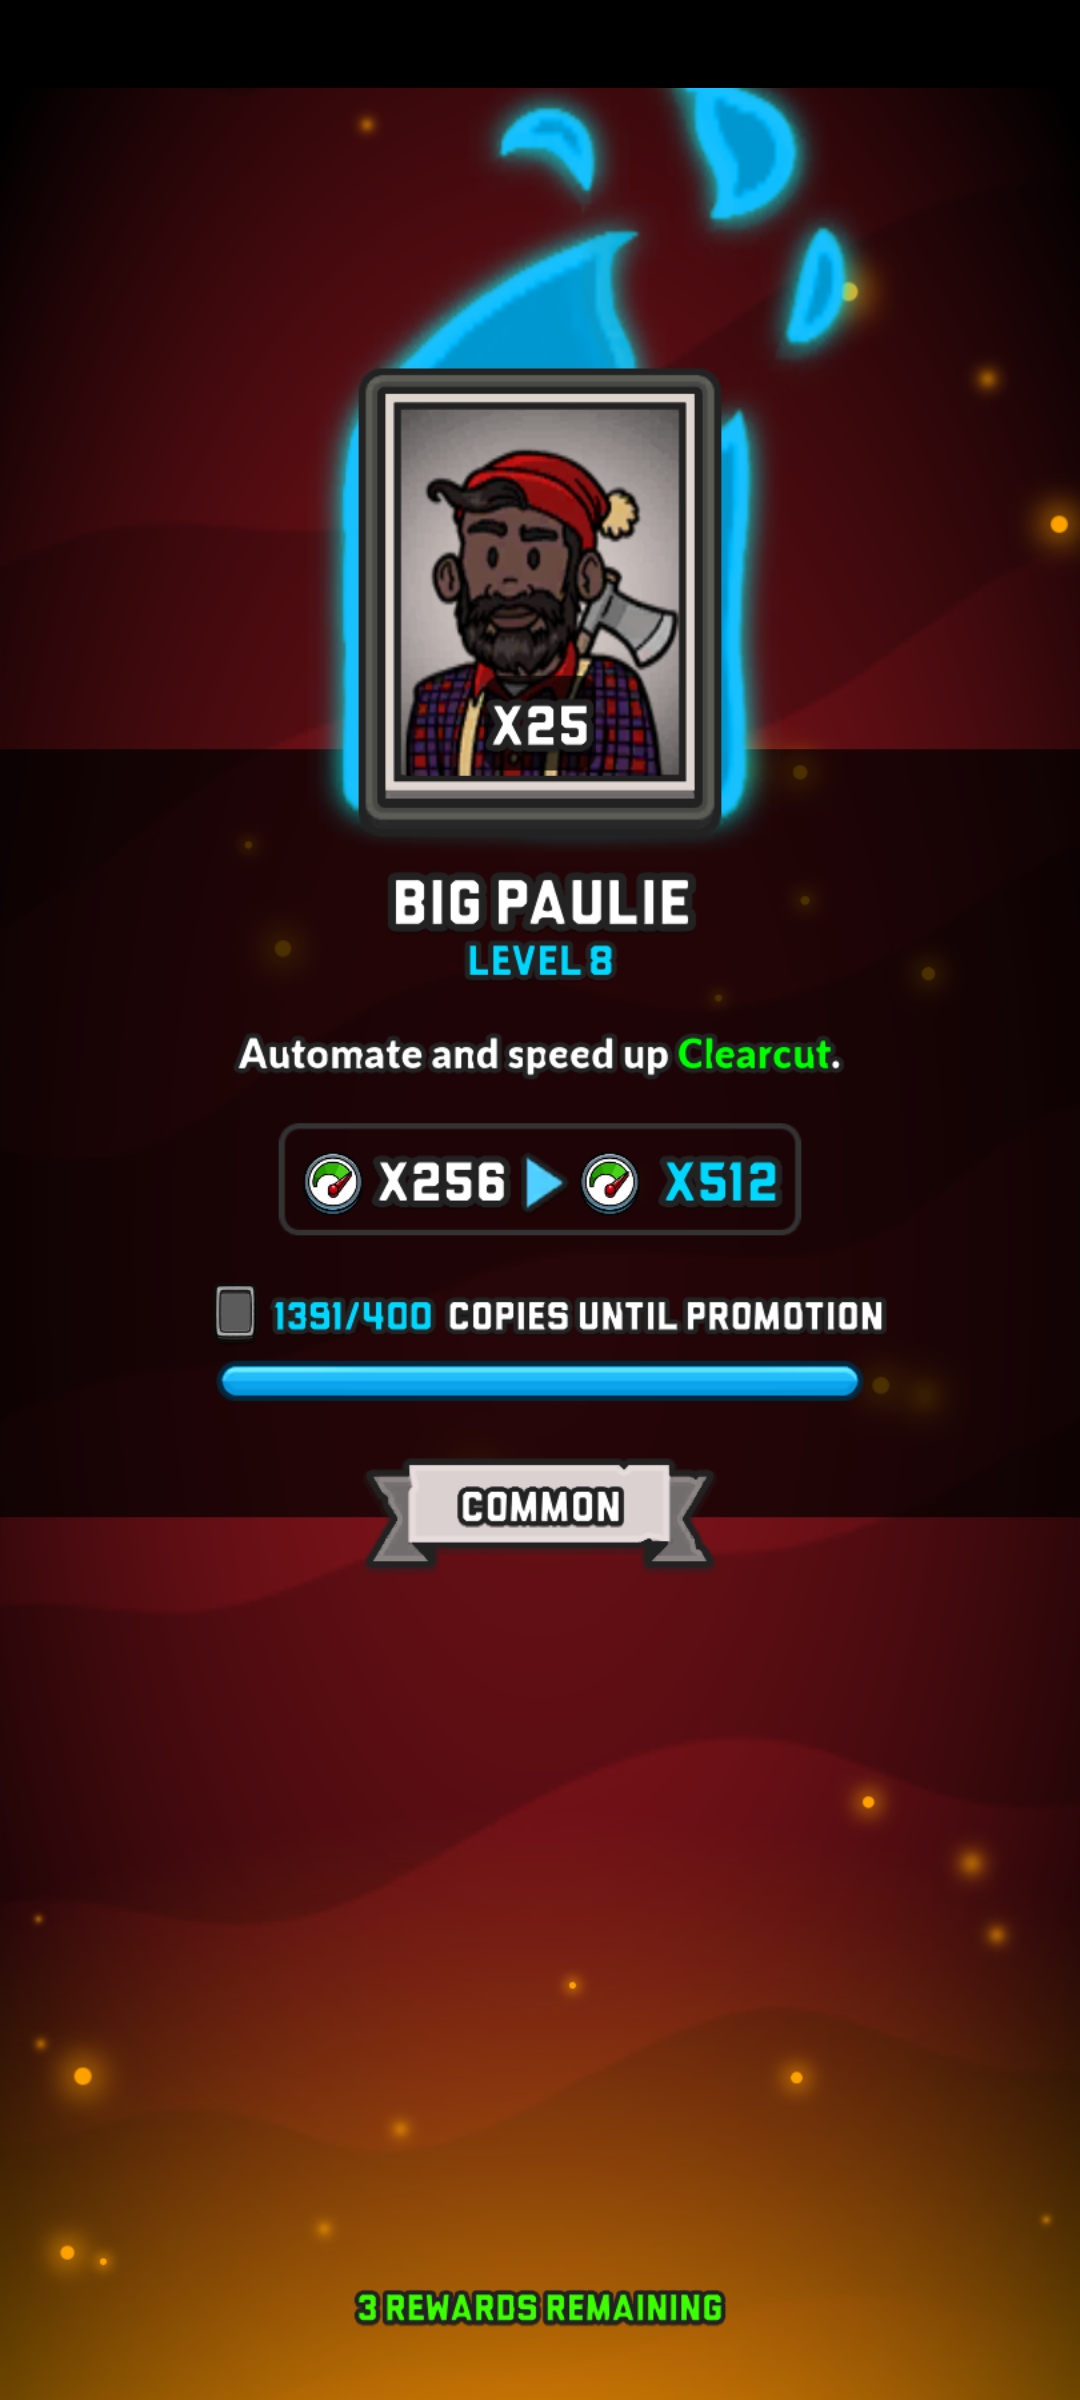 X25
BIG PAULIE
LEVEL 8
Automate and speed up Clearcut.
X256 X512
1391/400 COPIES UNTIL PROMOTION
COMMON
3 REWARDS REMAINING